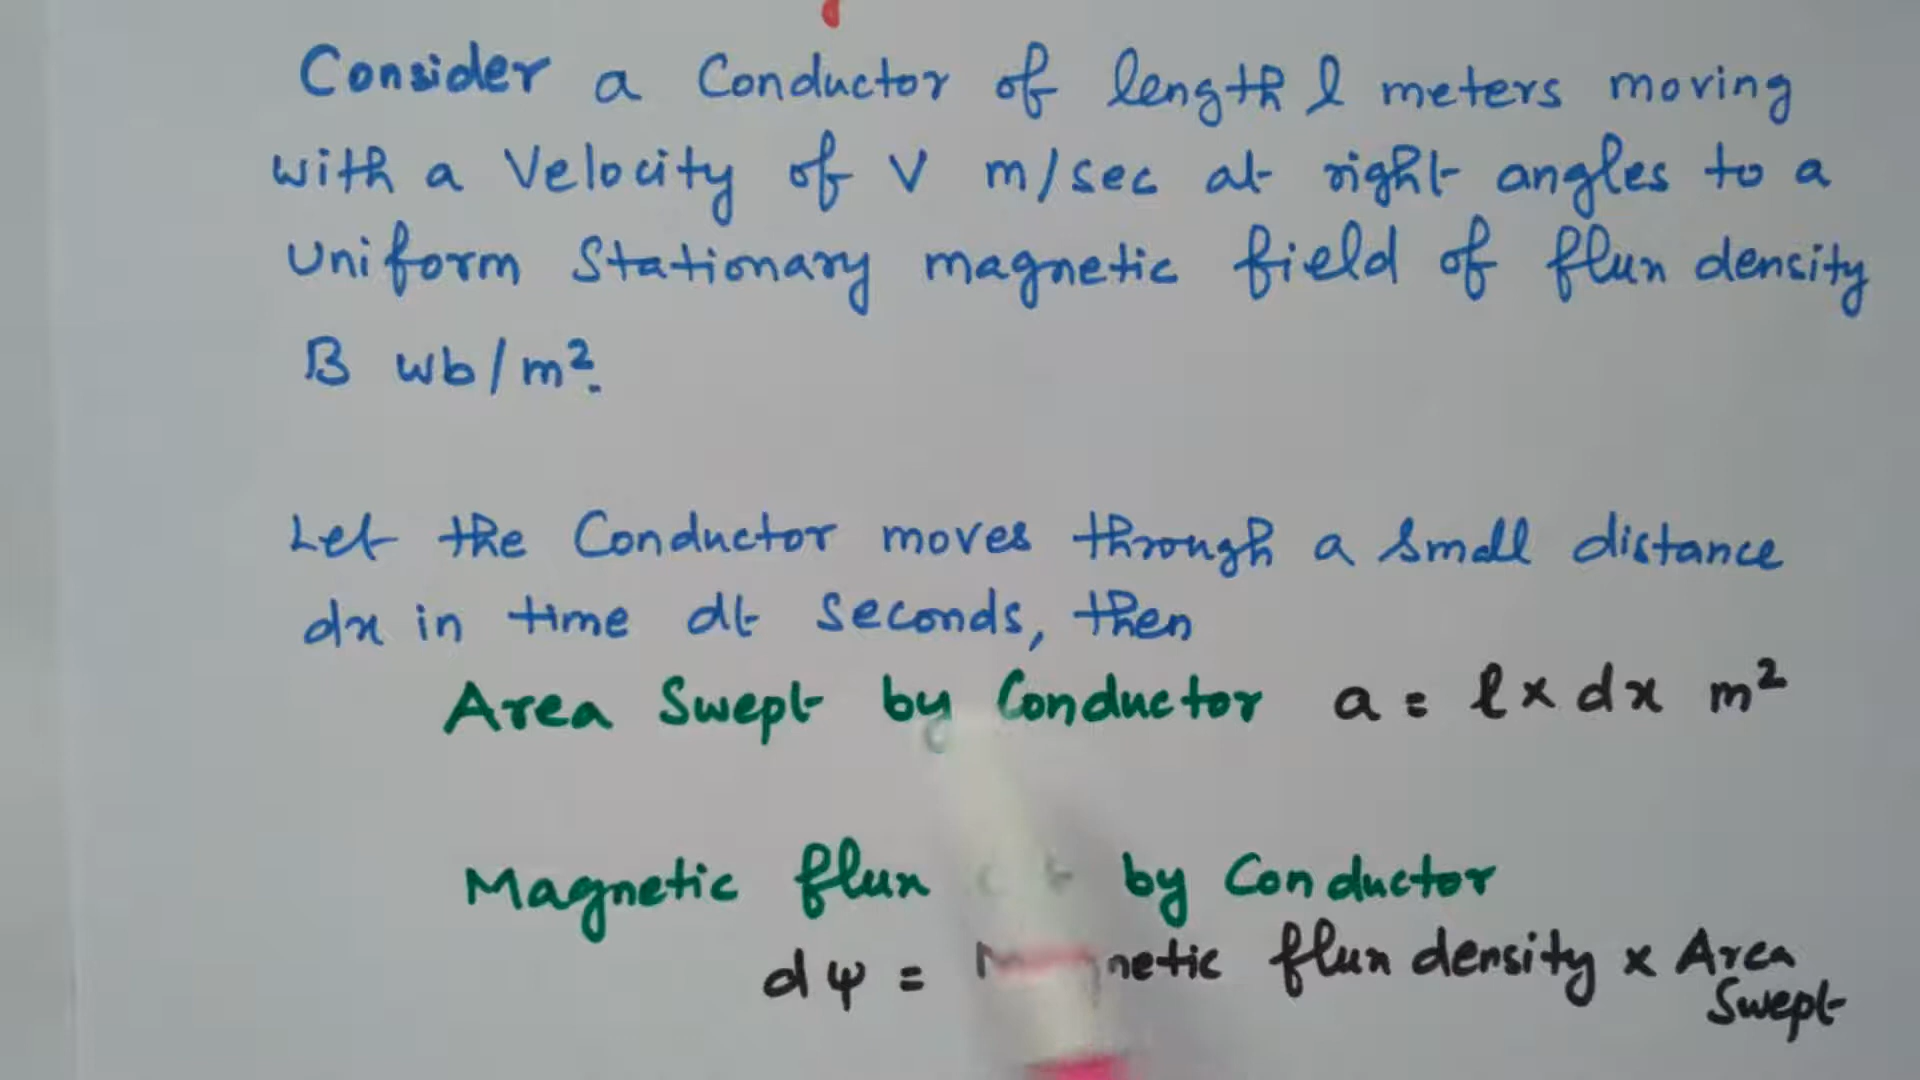 Consider a Conductor of length l meters moving
with a Velocity of V m/sec at right angles to a
Uniform Stationary magnetic field of flux density
B wb/m².
Let the Conductor moves through a small distance
dx in time dt Seconds, then
Area Swept by Conductor a = l x dx m²
Magnetic flux by Conductor
dψ = Magnetic flux density x Area
Swept